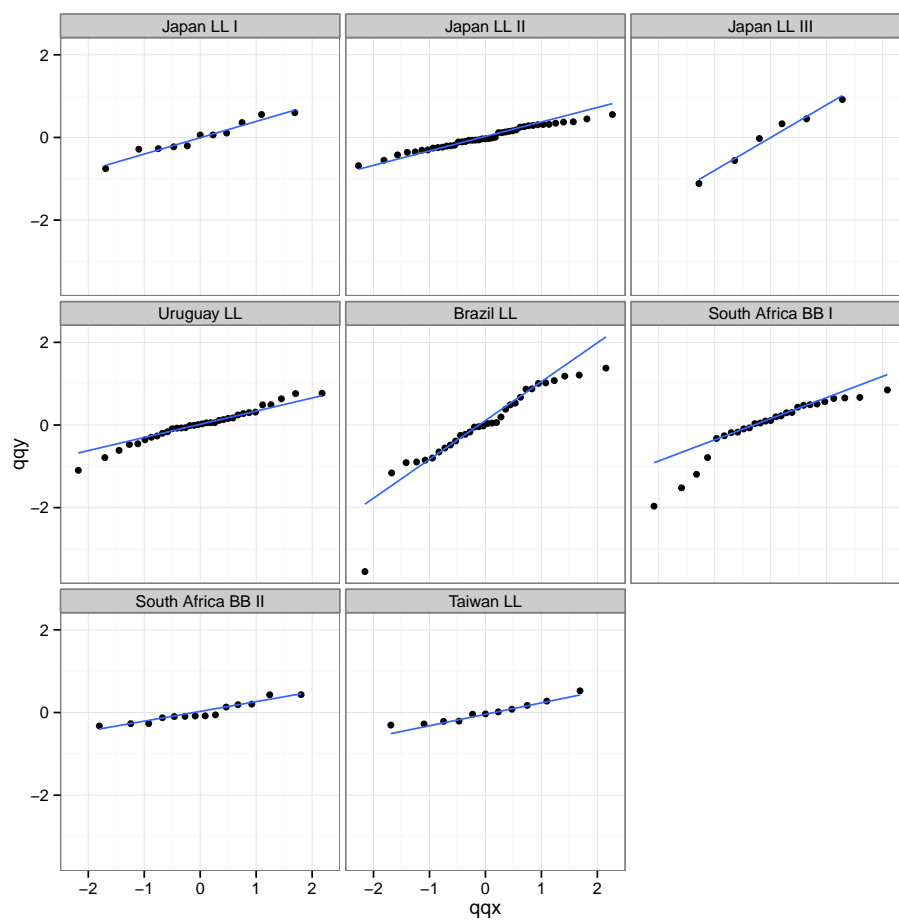 Japan LL I
Japan LL II
Japan LL III
2
0
−2
Uruguay LL
Brazil LL
South Africa BB I
2
0
−2
qqy
South Africa BB II
Taiwan LL
2
0
−2
−2 −1 0 1 2
−2 −1 0 1 2
qqx